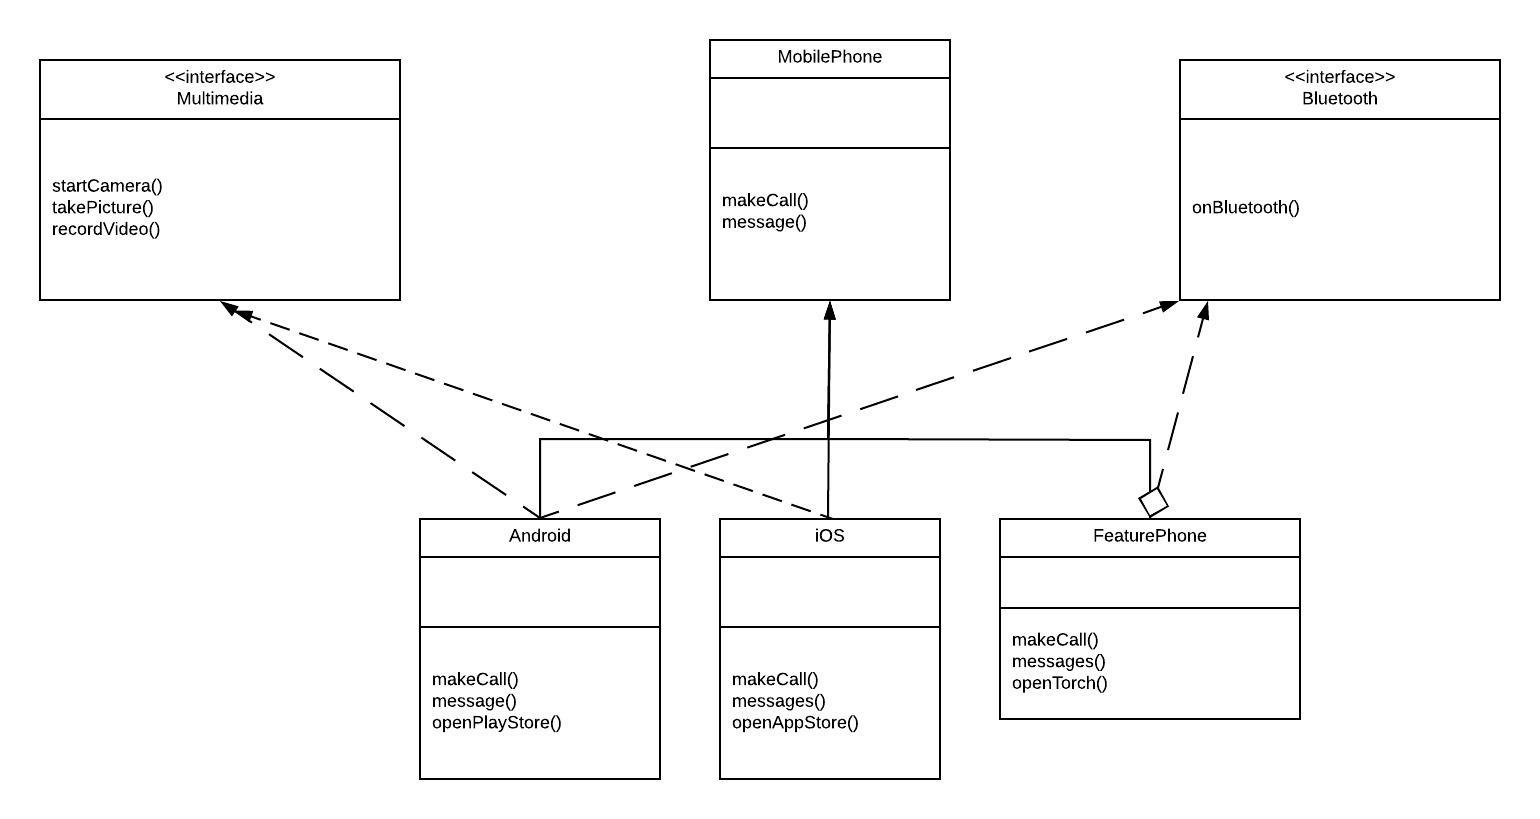 <<interface>>
Multimedia
startCamera()
takePicture()
recordVideo()
MobilePhone
makeCall()
message()
<<interface>>
Bluetooth
onBluetooth()
Android
makeCall()
message()
openPlayStore()
iOS
makeCall()
messages()
openAppStore()
FeaturePhone
makeCall()
messages()
openTorch()